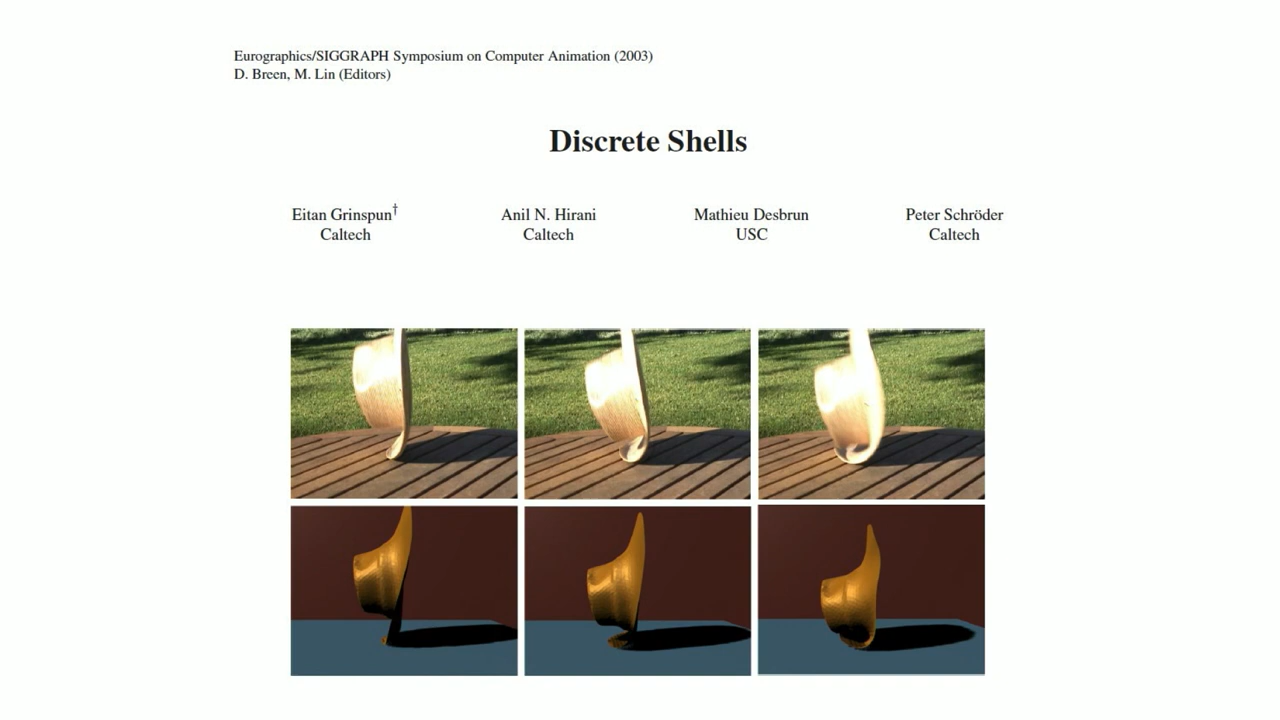 Eurographics/SIGGRAPH Symposium on Computer Animation (2003)
D. Breen, M. Lin (Editors)
Discrete Shells
Eitan Grinspun†
Caltech
Anil N. Hirani
Caltech
Mathieu Desbrun
USC
Peter Schröder
Caltech